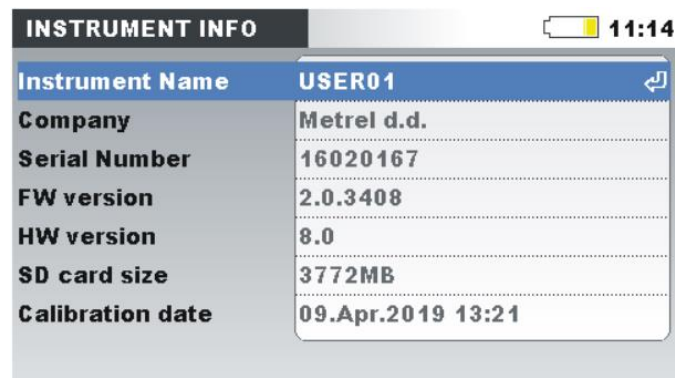 INSTRUMENT INFO 11:14
Instrument Name USER01
Company Metrel d.d.
Serial Number 16020167
FW version 2.0.3408
HW version 8.0
SD card size 3772MB
Calibration date 09.Apr.2019 13:21